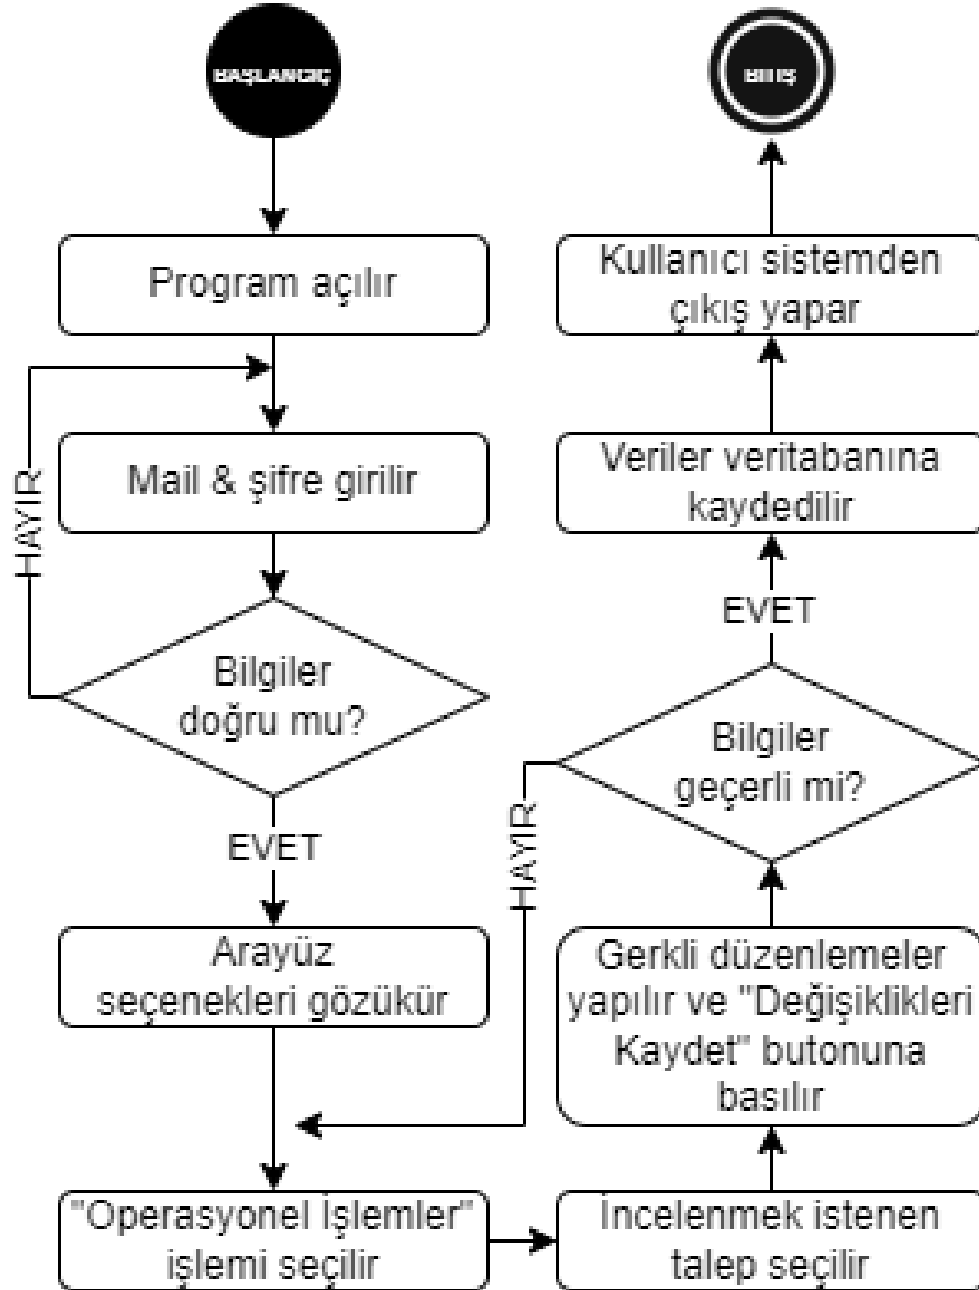 BAŞLANGIÇ
Program açılır
Mail & şifre girilir
HAYIR
Bilgiler
doğru mu?
EVET
Arayüz
seçenekleri gözükür
"Operasyonel İşlemler"
işlemi seçilir
İncelenmek istenen
talep seçilir
Gerkli düzenlemeler
yapılır ve "Değişiklikleri
Kaydet" butonuna
basılır
Bilgiler
geçerli mi?
HAYIR
EVET
Veriler veritabanına
kaydedilir
Kullanıcı sistemden
çıkış yapar
BİTİŞ